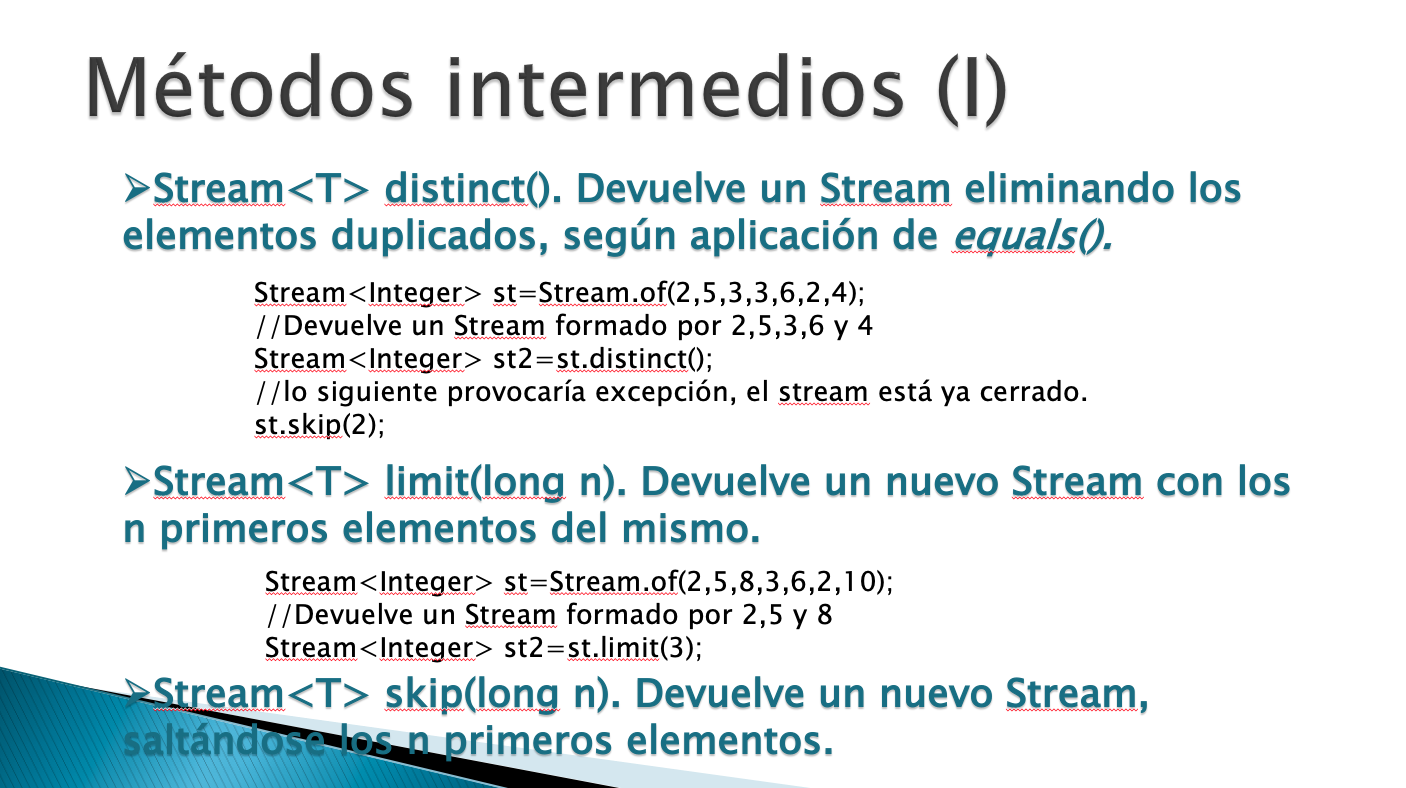 Métodos intermedios (I)
➢Stream<T> distinct(). Devuelve un Stream eliminando los
elementos duplicados, según aplicación de equals().
Stream<Integer> st=Stream.of(2,5,3,3,6,2,4);
//Devuelve un Stream formado por 2,5,3,6 y 4
Stream<Integer> st2=st.distinct();
//lo siguiente provocaría excepción, el stream está ya cerrado.
st.skip(2);
➢Stream<T> limit(long n). Devuelve un nuevo Stream con los
n primeros elementos del mismo.
Stream<Integer> st=Stream.of(2,5,8,3,6,2,10);
//Devuelve un Stream formado por 2,5 y 8
Stream<Integer> st2=st.limit(3);
➢Stream<T> skip(long n). Devuelve un nuevo Stream,
saltándose los n primeros elementos.